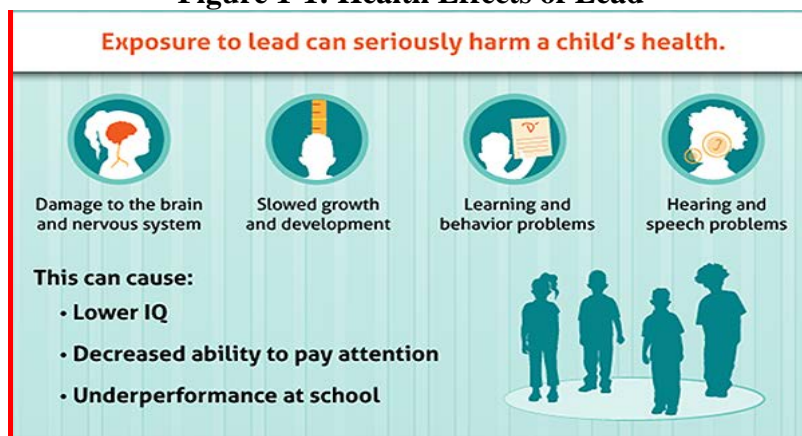 Figure 1-1: Health Effects of Lead
Exposure to lead can seriously harm a child's health.
Damage to the brain
and nervous system
Slowed growth
and development
Learning and
behavior problems
Hearing and
speech problems
This can cause:
• Lower IQ
• Decreased ability to pay attention
• Underperformance at school